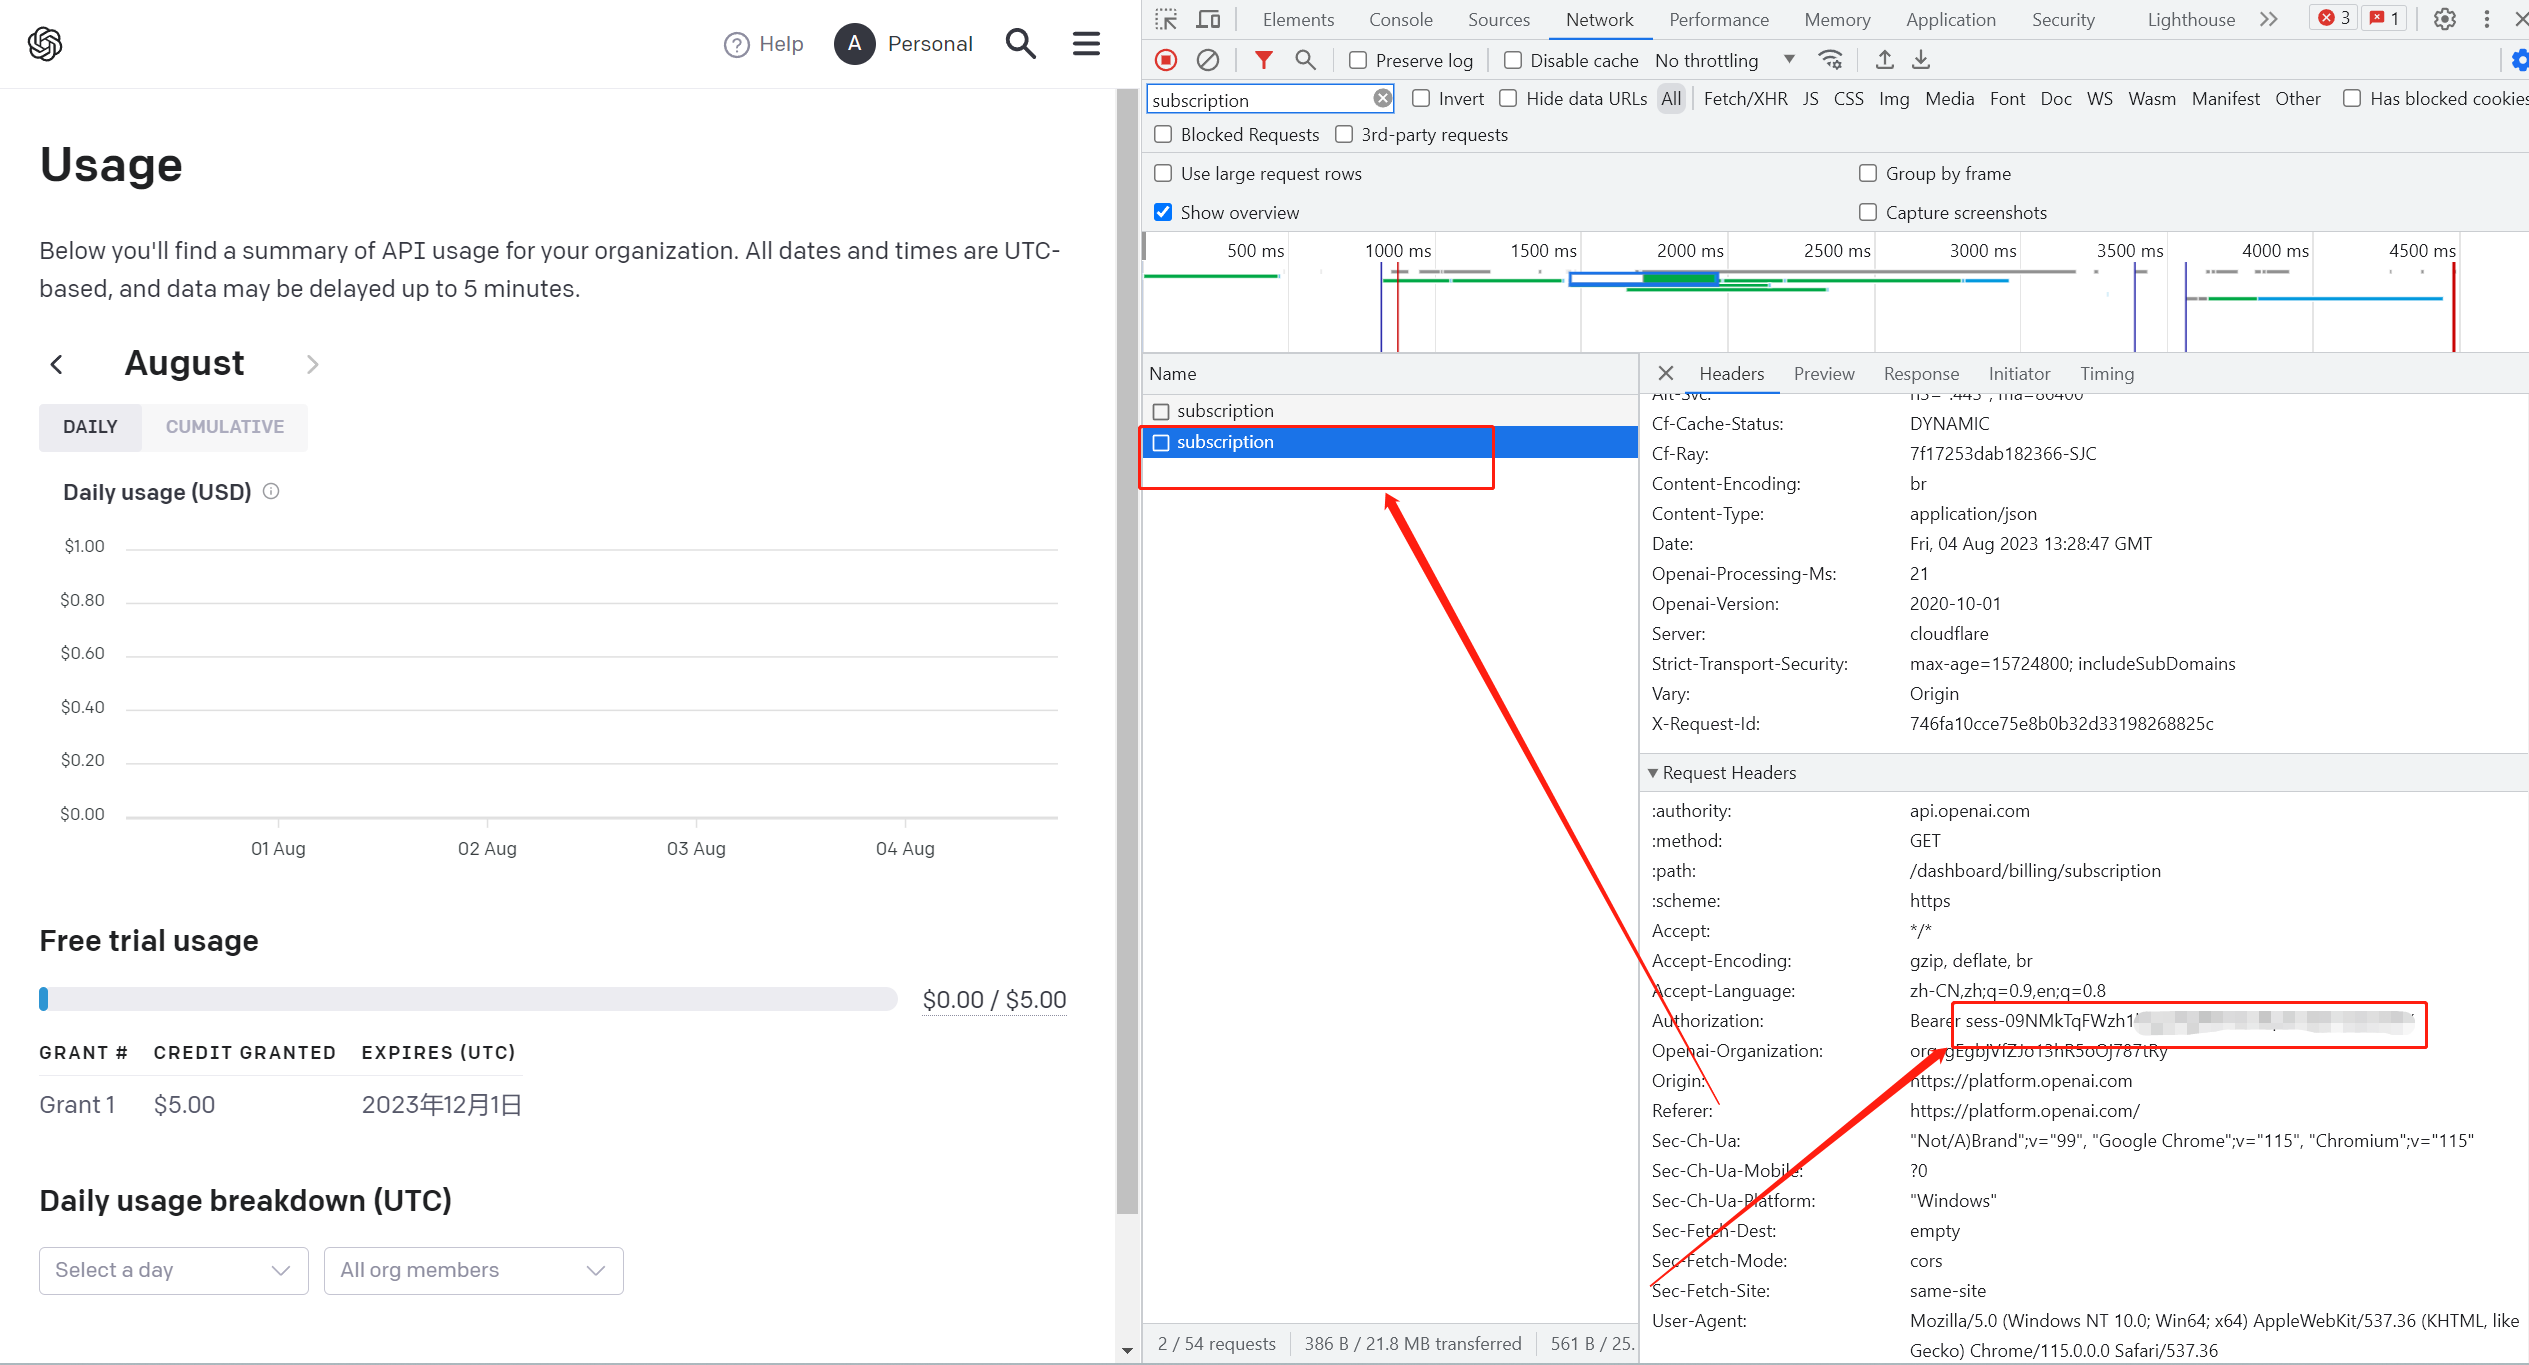 Help
A
Personal
Usage
Below you'll find a summary of API usage for your organization. All dates and times are UTC-
based, and data may be delayed up to 5 minutes.
August
DAILY
CUMULATIVE
Daily usage (USD)
$1.00
$0.80
$0.60
$0.40
$0.20
$0.00
01 Aug
02 Aug
03 Aug
04 Aug
Free trial usage
$0.00 / $5.00
GRANT # CREDIT GRANTED EXPIRES (UTC)
Grant 1 $5.00 2023年12月1日
Daily usage breakdown (UTC)
Select a day
All org members
Elements Console Sources Network Performance Memory Application Security Lighthouse
3
1
Preserve log
Disable cache
No throttling
subscription
Invert
Hide data URLs
All Fetch/XHR JS CSS Img Media Font Doc WS Wasm Manifest Other
Has blocked cookies
Blocked Requests
3rd-party requests
Use large request rows
Group by frame
Show overview
Capture screenshots
500 ms 1000 ms 1500 ms 2000 ms 2500 ms 3000 ms 3500 ms 4000 ms 4500 ms
Name
subscription
subscription
2 / 54 requests
386 B / 21.8 MB transferred
561 B / 25.
Headers Preview Response Initiator Timing
Alt-Svc: h3=":443"; ma=86400
Cf-Cache-Status: DYNAMIC
Cf-Ray: 7f17253dab182366-SJC
Content-Encoding: br
Content-Type: application/json
Date: Fri, 04 Aug 2023 13:28:47 GMT
Openai-Processing-Ms: 21
Openai-Version: 2020-10-01
Server: cloudflare
Strict-Transport-Security: max-age=15724800; includeSubDomains
Vary: Origin
X-Request-Id: 746fa10cce75e8b0b32d33198268825c
Request Headers
:authority: api.openai.com
:method: GET
:path: /dashboard/billing/subscription
:scheme: https
Accept: */*
Accept-Encoding: gzip, deflate, br
Accept-Language: zh-CN,zh;q=0.9,en;q=0.8
Authorization: Bearer sess-09NMkTqFWzh1
Openai-Organization:
Origin: https://platform.openai.com
Referer: https://platform.openai.com/
Sec-Ch-Ua: "Not/A)Brand";v="99", "Google Chrome";v="115", "Chromium";v="115"
Sec-Ch-Ua-Mobile: ?0
Sec-Ch-Ua-Platform: "Windows"
Sec-Fetch-Dest: empty
Sec-Fetch-Mode: cors
Sec-Fetch-Site: same-site
User-Agent: Mozilla/5.0 (Windows NT 10.0; Win64; x64) AppleWebKit/537.36 (KHTML, like
Gecko) Chrome/115.0.0.0 Safari/537.36